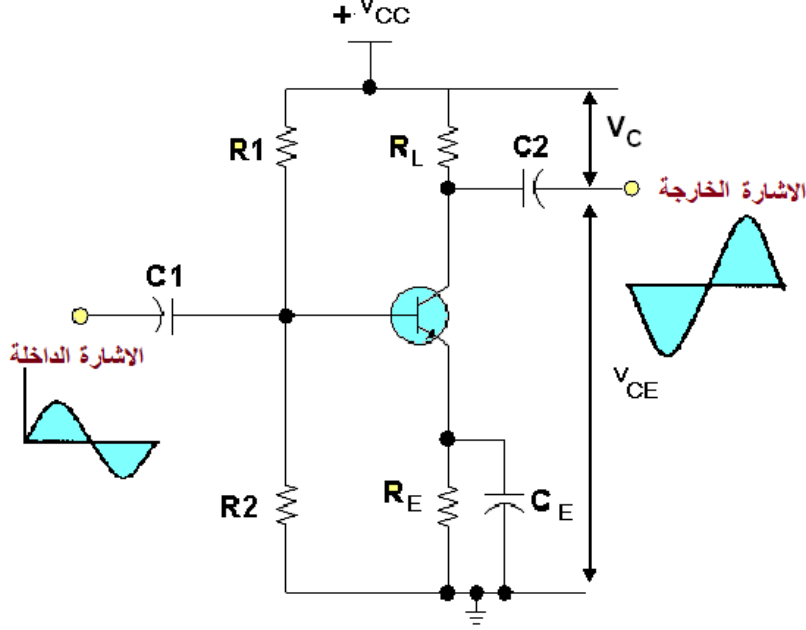 + VCC
R1
RL
C2
VC
الاشارة الخارجة
C1
الاشارة الداخلة
VCE
R2
RE
CE